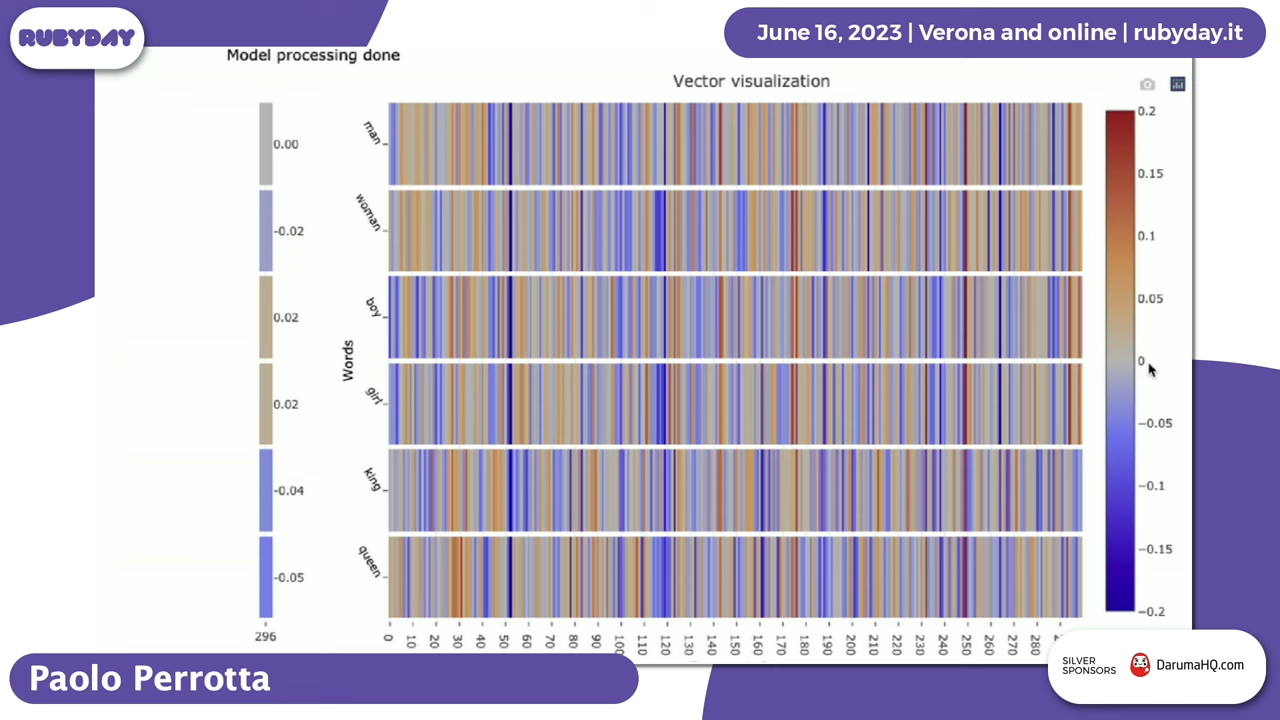 RUBYDAY
June 16, 2023 | Verona and online | rubyday.it
Model processing done
Vector visualization
0.00
-0.02
0.02
0.02
-0.04
-0.05
296
Words
man
woman
boy
girl
king
queen
0 10 20 30 40 50 60 70 80 90 100 110 120 130 140 150 160 170 180 190 200 210 220 230 240 250 260 270
0.2
0.15
0.1
0.05
0
−0.05
−0.1
−0.15
−0.2
Paolo Perrotta
SILVER
SPONSORS
DarumaHQ.com